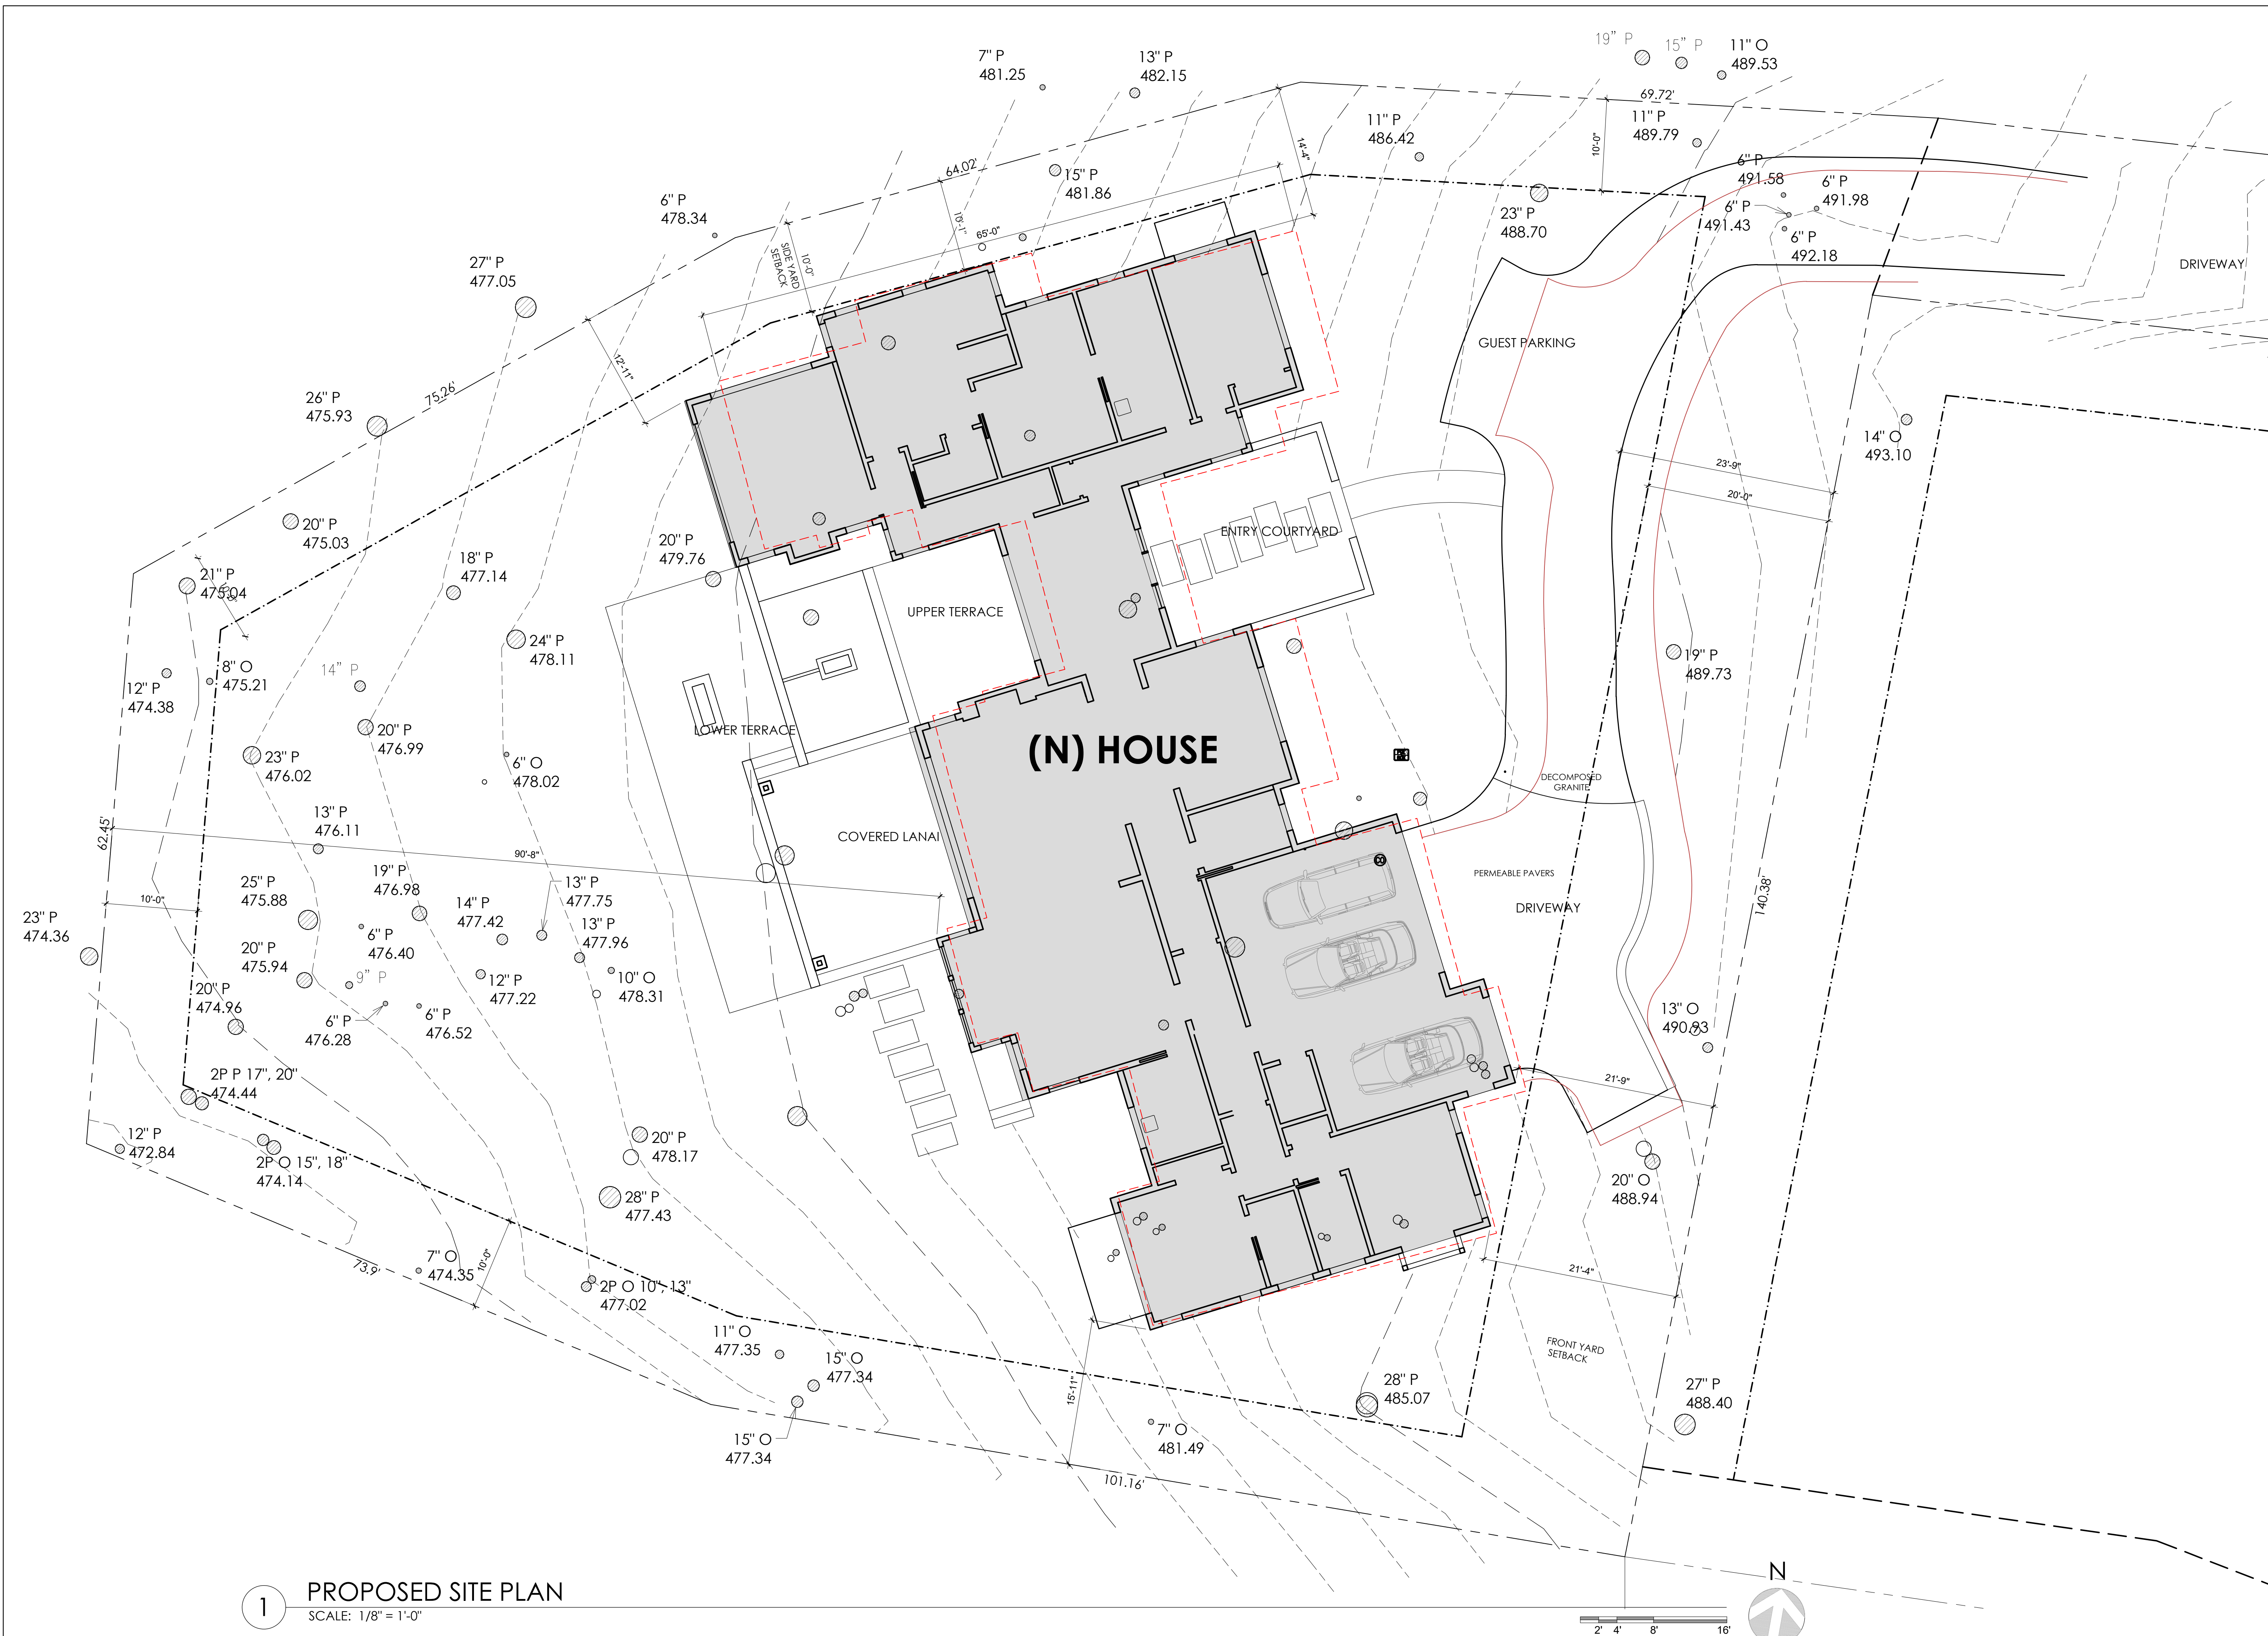 7" P
481.25
13" P
482.15
19" P
15" P
11" O
489.53
69.72'
11" P
486.42
11" P
489.79
10'-0"
14'-4"
64.02'
15" P
481.86
6" P
491.58
6" P
491.98
6" P
491.43
6" P
492.18
23" P
488.70
6" P
478.34
10'-1"
65'-0"
10'-0"
SIDE YARD
SETBACK
27" P
477.05
DRIVEWAY
12'-11"
GUEST PARKING
75.26'
26" P
475.93
14" O
493.10
23'-9"
20'-0"
20" P
475.03
ENTRY COURTYARD
20" P
479.76
18" P
477.14
21" P
475.04
UPPER TERRACE
24" P
478.11
19" P
489.73
8" O
475.21
14" P
12" P
474.38
LOWER TERRACE
20" P
476.99
(N) HOUSE
23" P
476.02
6" O
478.02
DECOMPOSED
GRANITE
13" P
476.11
62.45'
COVERED LANAI
90'-8"
PERMEABLE PAVERS
DRIVEWAY
140.38'
25" P
475.88
19" P
476.98
13" P
477.75
10'-0"
14" P
477.42
13" P
477.96
23" P
474.36
6" P
476.40
20" P
475.94
9" P
12" P
477.22
10" O
478.31
20" P
474.96
6" P
476.28
6" P
476.52
13" O
490.93
2P P 17", 20"
474.44
21'-9"
12" P
472.84
2P O 15", 18"
474.14
20" P
478.17
20" O
488.94
28" P
477.43
7" O
474.35
10'-0"
73.9'
21'-4"
2P O 10", 13"
477.02
11" O
477.35
15" O
477.34
FRONT YARD
SETBACK
15'-11"
28" P
485.07
27" P
488.40
15" O
477.34
7" O
481.49
101.16'
1
PROPOSED SITE PLAN
SCALE: 1/8" = 1'-0"
N
2' 4' 8' 16'